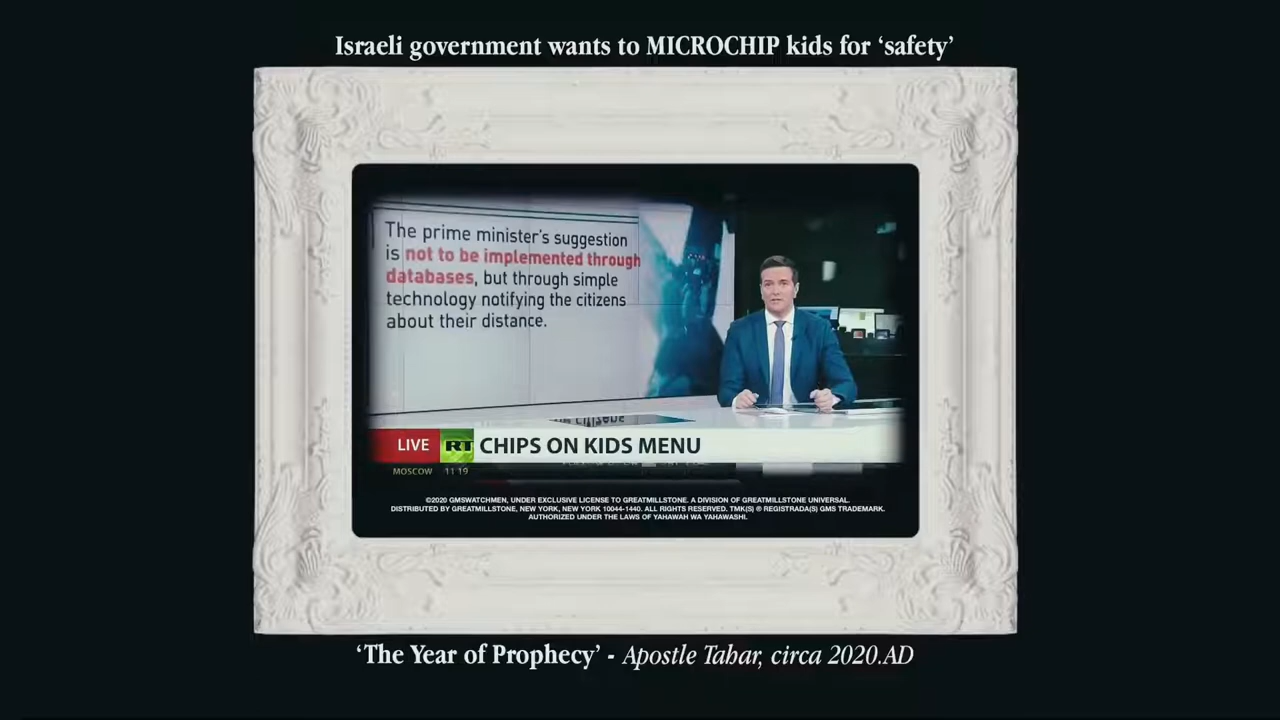 Israeli government wants to MICROCHIP kids for ‘safety’
The prime minister's suggestion
is not to be implemented through
databases, but through simple
technology notifying the citizens
about their distance.
LIVE RT CHIPS ON KIDS MENU
MOSCOW 11 19
©2020 GMSWATCHMEN, UNDER EXCLUSIVE LICENSE TO GREATMILLSTONE. A DIVISION OF GREATMILLSTONE UNIVERSAL.
DISTRIBUTED BY GREATMILLSTONE, NEW YORK, NEW YORK 10044-1440. ALL RIGHTS RESERVED. TMK(S) ® REGISTRADA(S) GMS TRADEMARK.
AUTHORIZED UNDER THE LAWS OF YAHAWAH WA YAHAWASHI.
‘The Year of Prophecy’ - Apostle Tahar, circa 2020.AD